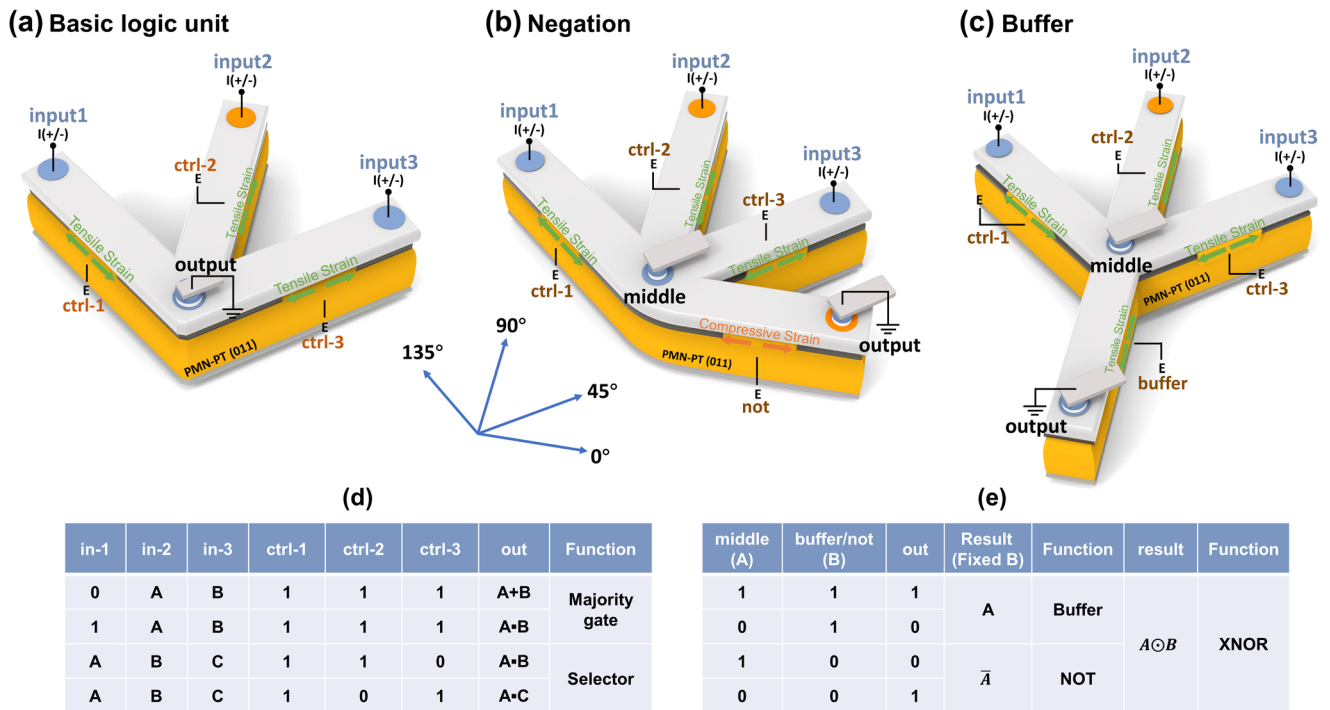 (a) Basic logic unit
input1
I(+/-)
input2
I(+/-)
input3
I(+/-)
ctrl-2
E
Tensile Strain
Tensile Strain
Tensile Strain
output
E
ctrl-1
E
ctrl-3
PMN-PT (011)
(b) Negation
input1
I(+/-)
input2
I(+/-)
input3
I(+/-)
ctrl-2
E
ctrl-3
E
Tensile Strain
Tensile Strain
Tensile Strain
E
ctrl-1
middle
Compressive Strain
output
PMN-PT (011)
E
not
135°
90°
45°
0°
(c) Buffer
input1
I(+/-)
input2
I(+/-)
input3
I(+/-)
ctrl-2
E
Tensile Strain
Tensile Strain
Tensile Strain
E
ctrl-1
middle
E
ctrl-3
PMN-PT (011)
Tensile Strain
E
buffer
output
(d)
in-1 in-2 in-3 ctrl-1 ctrl-2 ctrl-3 out Function
0 A B 1 1 1 A+B Majority gate
1 A B 1 1 1 A▪B
A B C 1 1 0 A▪B Selector
A B C 1 0 1 A▪C
(e)
middle (A) buffer/not (B) out Result (Fixed B) Function result Function
1 1 1 A Buffer A⊙B XNOR
0 1 0
1 0 0 A̅ NOT
0 0 1